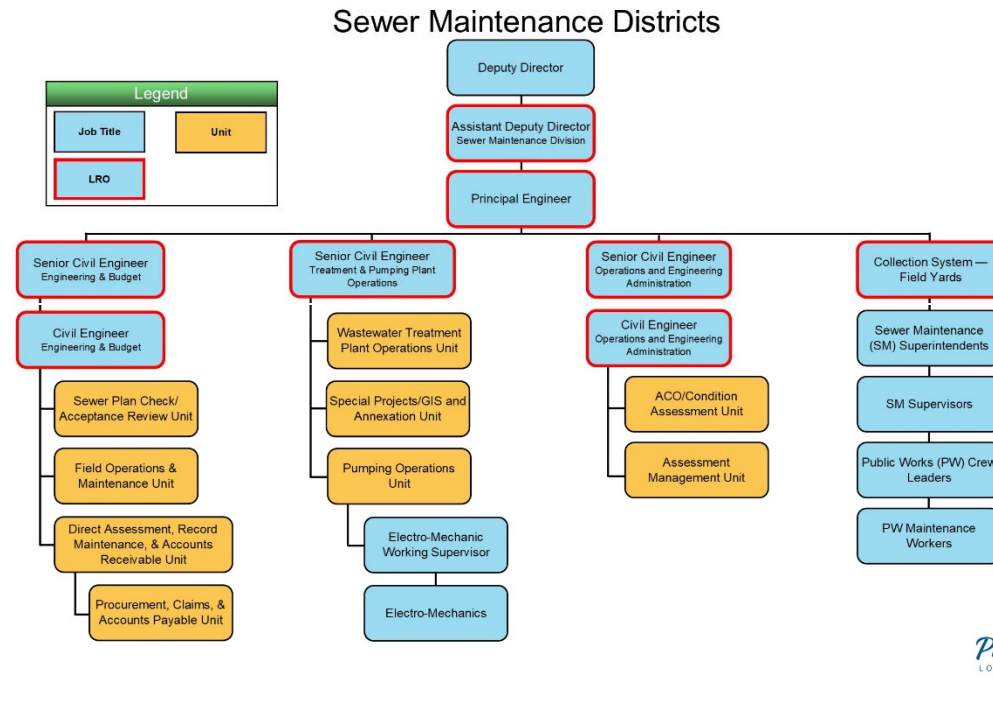 Sewer Maintenance Districts
Deputy Director
Legend
Job Title
Unit
LRO
Assistant Deputy Director
Sewer Maintenance Division
Principal Engineer
Senior Civil Engineer
Engineering & Budget
Civil Engineer
Engineering & Budget
Sewer Plan Check/
Acceptance Review Unit
Field Operations &
Maintenance Unit
Direct Assessment, Record
Maintenance, & Accounts
Receivable Unit
Procurement, Claims, &
Accounts Payable Unit
Senior Civil Engineer
Treatment & Pumping Plant
Operations
Wastewater Treatment
Plant Operations Unit
Special Projects/GIS and
Annexation Unit
Pumping Operations
Unit
Electro-Mechanic
Working Supervisor
Electro-Mechanics
Senior Civil Engineer
Operations and Engineering
Administration
Civil Engineer
Operations and Engineering
Administration
ACO/Condition
Assessment Unit
Assessment
Management Unit
Collection System —
Field Yards
Sewer Maintenance
(SM) Superintendents
SM Supervisors
Public Works (PW) Crew
Leaders
PW Maintenance
Workers